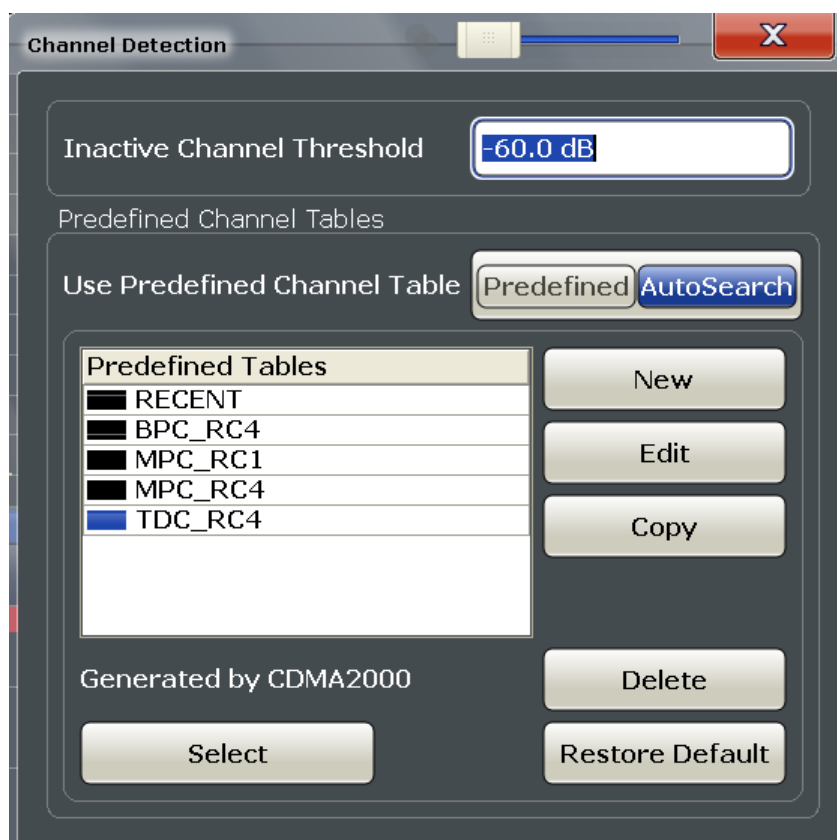 Channel Detection
X
Inactive Channel Threshold -60.0 dB
Predefined Channel Tables
Use Predefined Channel Table Predefined AutoSearch
Predefined Tables
RECENT
BPC_RC4
MPC_RC1
MPC_RC4
TDC_RC4
New
Edit
Copy
Generated by CDMA2000
Delete
Select
Restore Default